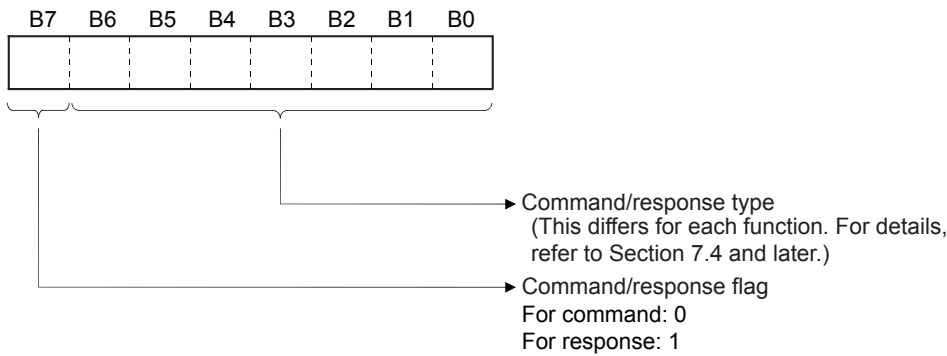 B7 B6 B5 B4 B3 B2 B1 B0
Command/response type
(This differs for each function. For details,
refer to Section 7.4 and later.)
Command/response flag
For command: 0
For response: 1